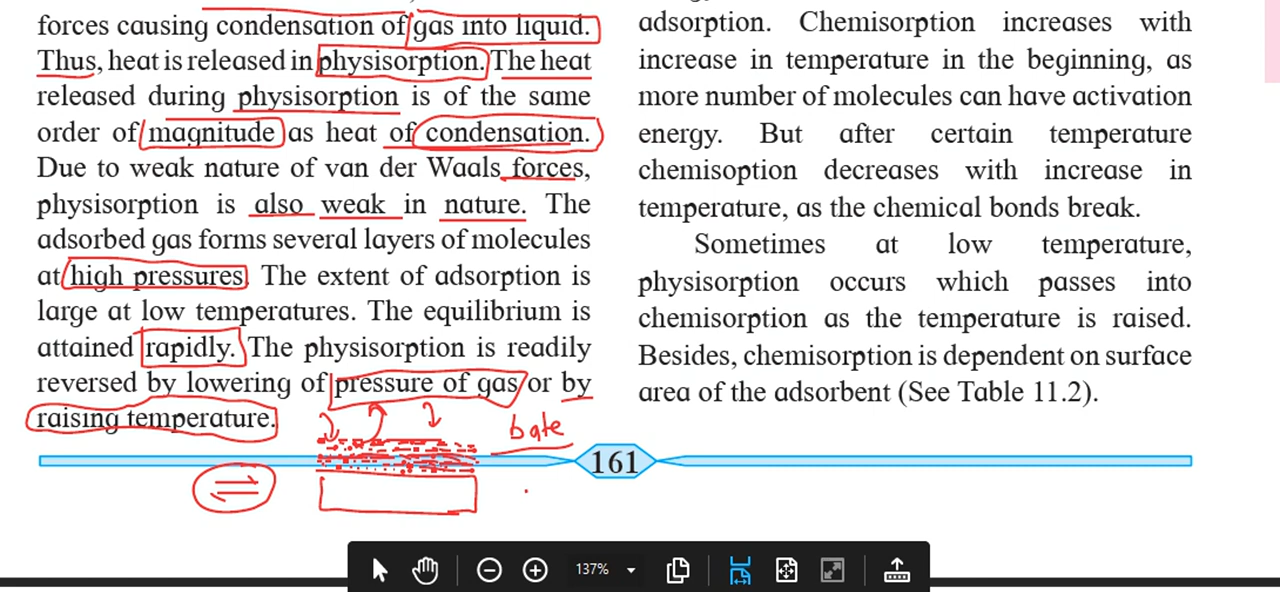 forces causing condensation of gas into liquid.
Thus, heat is released in physisorption. The heat
released during physisorption is of the same
order of magnitude as heat of condensation.
Due to weak nature of van der Waals forces,
physisorption is also weak in nature. The
adsorbed gas forms several layers of molecules
at high pressures. The extent of adsorption is
large at low temperatures. The equilibrium is
attained rapidly. The physisorption is readily
reversed by lowering of pressure of gas or by
raising temperature.
adsorption. Chemisorption increases with
increase in temperature in the beginning, as
more number of molecules can have activation
energy. But after certain temperature
chemisoption decreases with increase in
temperature, as the chemical bonds break.
Sometimes at low temperature,
physisorption occurs which passes into
chemisorption as the temperature is raised.
Besides, chemisorption is dependent on surface
area of the adsorbent (See Table 11.2).
161
137%